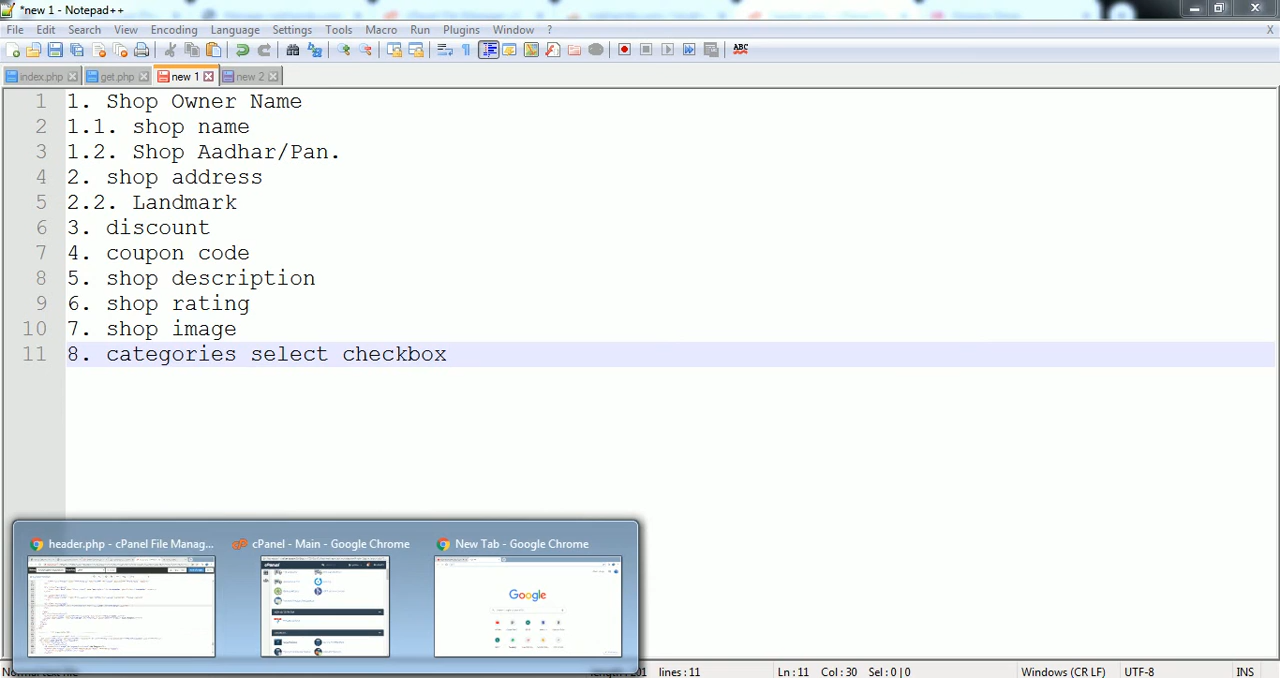 *new 1 - Notepad++
File Edit Search View Encoding Language Settings Tools Macro Run Plugins Window ? X
ABC
index.php get.php new 1 new 2
1 1. Shop Owner Name
2 1.1. shop name
3 1.2. Shop Aadhar/Pan.
4 2. shop address
5 2.2. Landmark
6 3. discount
7 4. coupon code
8 5. shop description
9 6. shop rating
10 7. shop image
11 8. categories select checkbox
header.php - cPanel File Manag... cPanel - Main - Google Chrome New Tab - Google Chrome
cPanel
Google
lines : 11 Ln : 11 Col : 30 Sel : 0 | 0 Windows (CR LF) UTF-8 INS